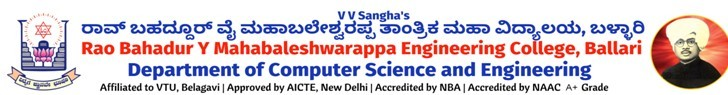 V V Sangha's
ರಾವ್ ಬಹದ್ದೂರ್ ವೈ ಮಹಾಬಲೇಶ್ವರಪ್ಪ ತಾಂತ್ರಿಕ ಮಹಾ ವಿದ್ಯಾಲಯ, ಬಳ್ಳಾರಿ
Rao Bahadur Y Mahabaleshwarappa Engineering College, Ballari
Department of Computer Science and Engineering
Affiliated to VTU, Belagavi | Approved by AICTE, New Delhi | Accredited by NBA | Accredited by NAAC A+ Grade